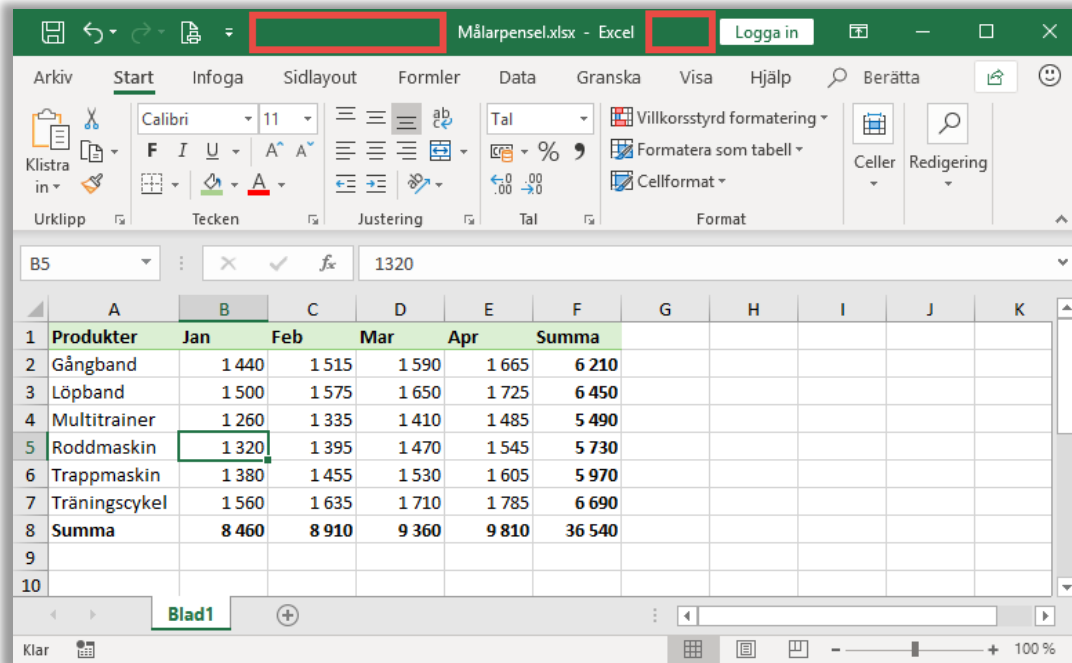 Målarpensel.xlsx - Excel Logga in
Arkiv Start Infoga Sidlayout Formler Data Granska Visa Hjälp Berätta
Calibri 11 ab Tal Villkorsstyrd formatering
Klistra in F I U A A % Formatera som tabell Celler Redigering
A ,00 ,00 Cellformat
Urklipp Tecken Justering Tal Format
B5 fx 1320
A B C D E F G H I J K
1 Produkter Jan Feb Mar Apr Summa
2 Gångband 1 440 1 515 1 590 1 665 6 210
3 Löpband 1 500 1 575 1 650 1 725 6 450
4 Multitrainer 1 260 1 335 1 410 1 485 5 490
5 Roddmaskin 1 320 1 395 1 470 1 545 5 730
6 Trappmaskin 1 380 1 455 1 530 1 605 5 970
7 Träningscykel 1 560 1 635 1 710 1 785 6 690
8 Summa 8 460 8 910 9 360 9 810 36 540
9
10
Blad1
Klar 100 %